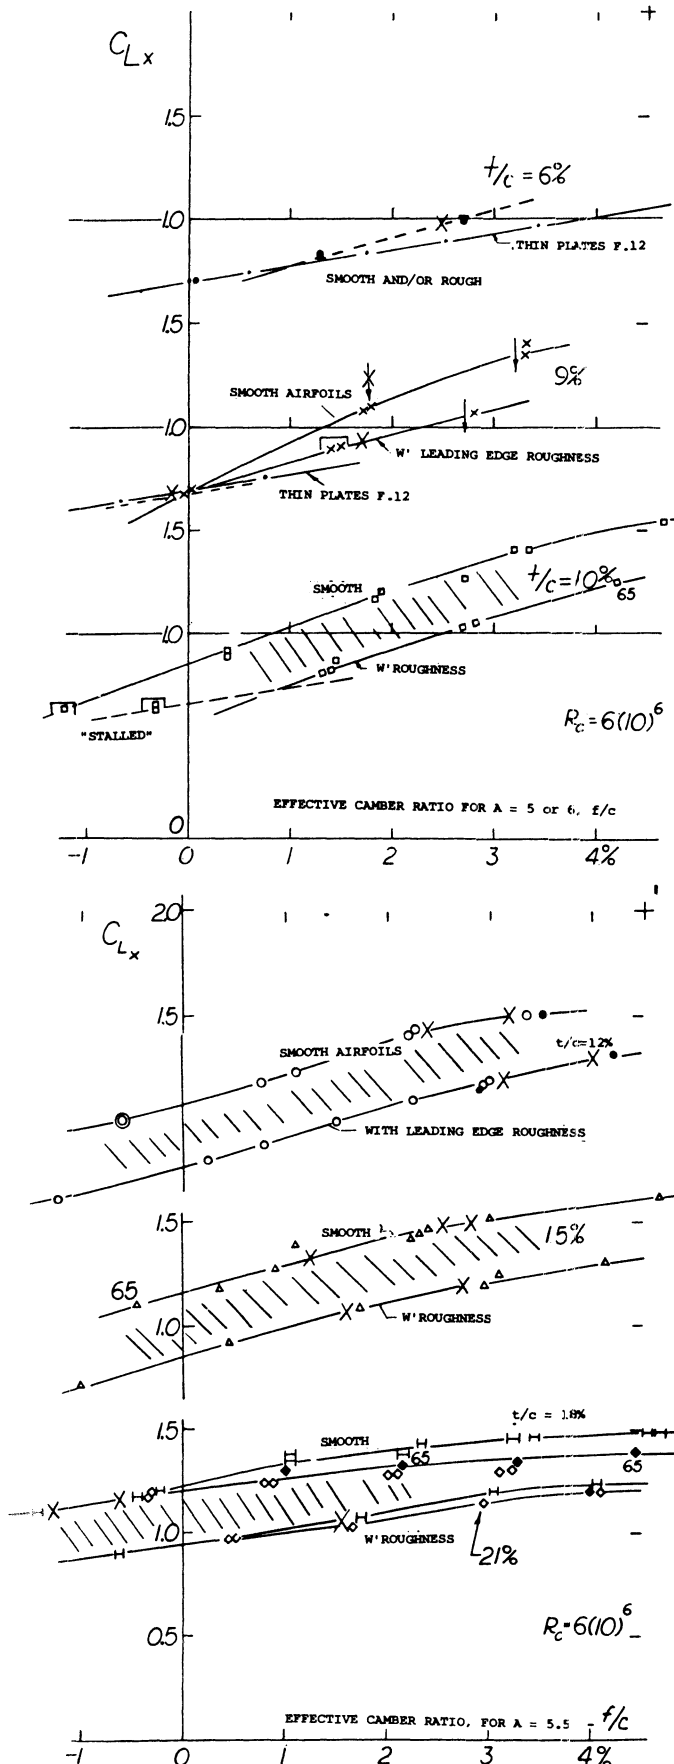 C L x
1.5
t/c = 6%
1.0
THIN PLATES F.12
SMOOTH AND/OR ROUGH
1.5
SMOOTH AIRFOILS
9%
1.0
W' LEADING EDGE ROUGHNESS
THIN PLATES F.12
1.5
SMOOTH
t/c=10%
65
1.0
W'ROUGHNESS
"STALLED"
Rc=6(10)6
EFFECTIVE CAMBER RATIO FOR A = 5 or 6, f/c
0
-1 0 1 2 3 4%
2.0
C L x
1.5
t/c=12%
SMOOTH AIRFOILS
WITH LEADING EDGE ROUGHNESS
1.5
SMOOTH
15%
65
1.0
W'ROUGHNESS
t/c = 18%
1.5
SMOOTH
65
65
1.0
W'ROUGHNESS
21%
Rc=6(10)6
0.5
EFFECTIVE CAMBER RATIO, FOR A = 5.5 - f/c
-1 0 1 2 3 4%